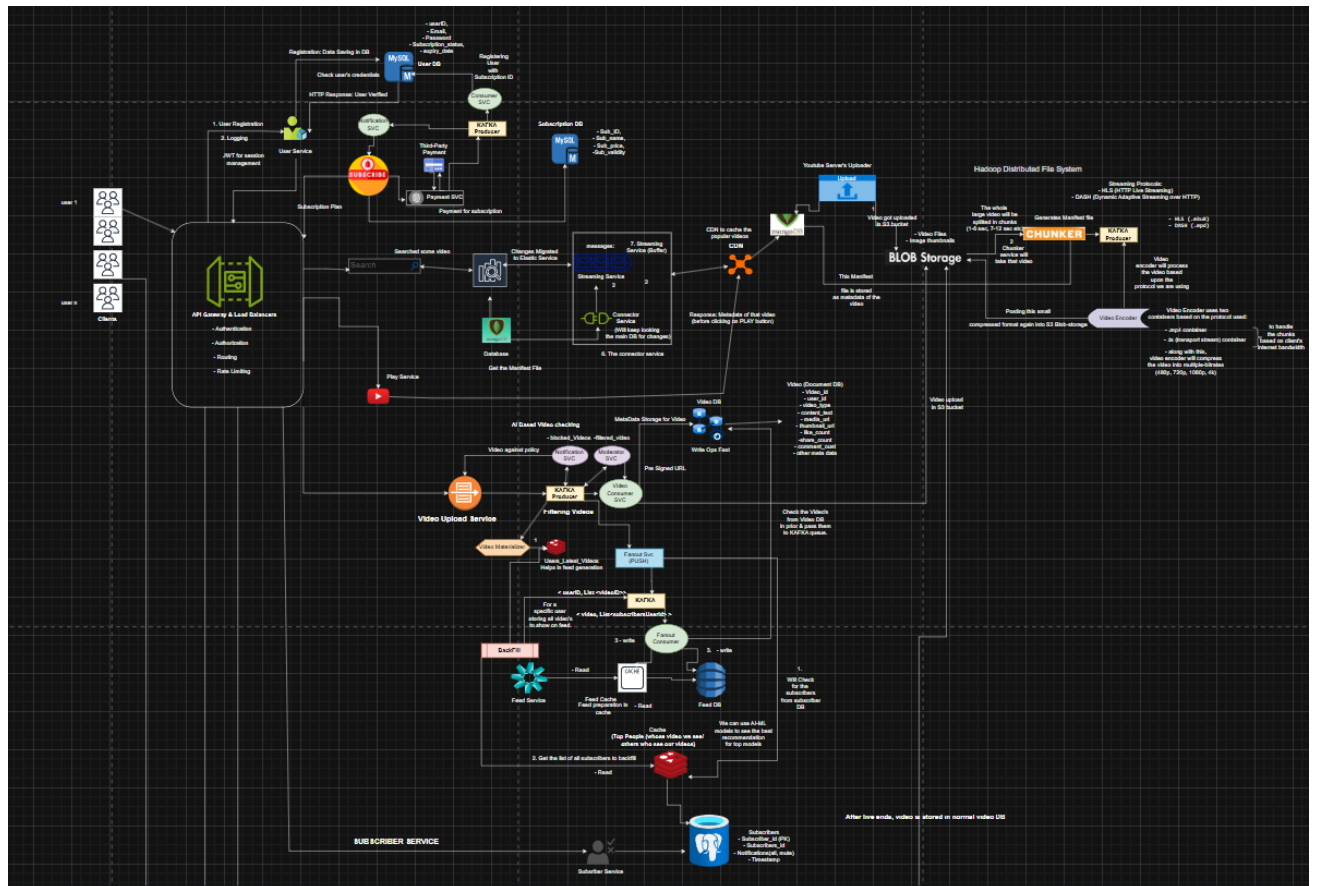 - userID,
- Email,
- Password
- Subscription_status,
- expiry_date
Registration: Data Saving in DB
MySQL
User DB
Check user's credentials
Registering
User
with
Subscription ID
HTTP Response: User Verified
Consumer
SVC
1. User Registration
2. Logging
JWT for session
management
User Service
Notification
SVC
KAFKA
Producer
Third-Party
Payment
SUBSCRIBE
Payment SVC
Subscription Plan
Payment for subscription
Subscription DB
MySQL
- Sub_ID,
- Sub_name,
- Sub_price,
-Sub_validity
Youtube Server's Uploader
Upload
Video got uploaded
is S3 bucket
Hadoop Distributed File System
Streaming Protocols:
- HLS (HTTP Live Streaming)
- DASH (Dynamic Adaptive Streaming over HTTP)
The whole
large video will be
splitted in chunks
(1-6 sec, 7-12 sec etc)
Generates Manifest file
CHUNKER
KAFKA
Producer
- HLS (.m3u8)
- DASH (.mpd)
2
Chunker
service will
take that video
- Video Files
- Image thumbnails
BLOB Storage
user 1
user n
Clients
API Gateway & Load Balancers
- Authentication
- Authorization
- Routing
- Rate Limiting
Searched some video
Search
Changes Migrated
to Elastic Service
messages:
7. Streaming
Service (Buffer)
Streaming Service
2
3
Connector
Service
(Will keep looking
the main DB for changes)
6. The connector service
Database
Get the Manifest File
CDN to cache the
popular videos
CDN
mongoDB
Response: Metadata of that video
(before clicking on PLAY button)
This Manifest
file is stored
as metadata of the
video
Video
encoder will process
the video based
upon the
protocol we are using
Posting this small
compressed format again into S3 Blob-storage
Video Encoder
Video Encoder uses two
containers based on the protocol used:
- .mp4 container
- .ts (transport stream) container
- along with this,
video encoder will compress
the video into multiple-bitrates
(480p, 720p, 1080p, 4k)
to handle
the chunks
based on client's
internet bandwidth
Play Service
Video upload
in S3 bucket
AI Based Video checking
- blocked_Videos
-filtered_video
Video against policy
Notification
SVC
Moderator
SVC
MetaData Storage for Video
Video DB
Write Ops Fast
Video (Document DB)
- Video_id
- user_id
- video_type
- content_text
- media_url
- thumbnail_url
- like_count
-share_count
- comment_ount
- other meta data
Pre Signed URL
KAFKA
Producer
Video
Consumer
SVC
Video Upload Service
Filtering Videos
Check the Video's
from Video DB
in prior & pass them
to KAFKA queue.
Video Materializer
1
Users_Latest_Videos
Helps in feed generation
Fanout Svc
(PUSH)
< userID, List <videoID>>
KAFKA
For a
specific user
storing all video's
to show on feed.
< video, List<subscribersUserId> >
Fanout
Consumer
BackFill
3 - write
3. - write
- Read
CACHE
Feed Service
Feed Cache
Feed preparation in
cache
- Read
Feed DB
1.
Will Check
for the
subscribers
from subscriber
DB
Cache
(Top People (whose video we see/
others who see our videos)
We can use AI-ML
models to see the best
recommendation
for top models
2. Get the list of all subscribers to backfill
- Read
After live ends, video is stored in normal video DB
SUBSCRIBER SERVICE
Subsriber Service
Subscribers
- Subscriber_id (PK)
- Subscribers_id
- Notifications(all, mute)
- Timestamp